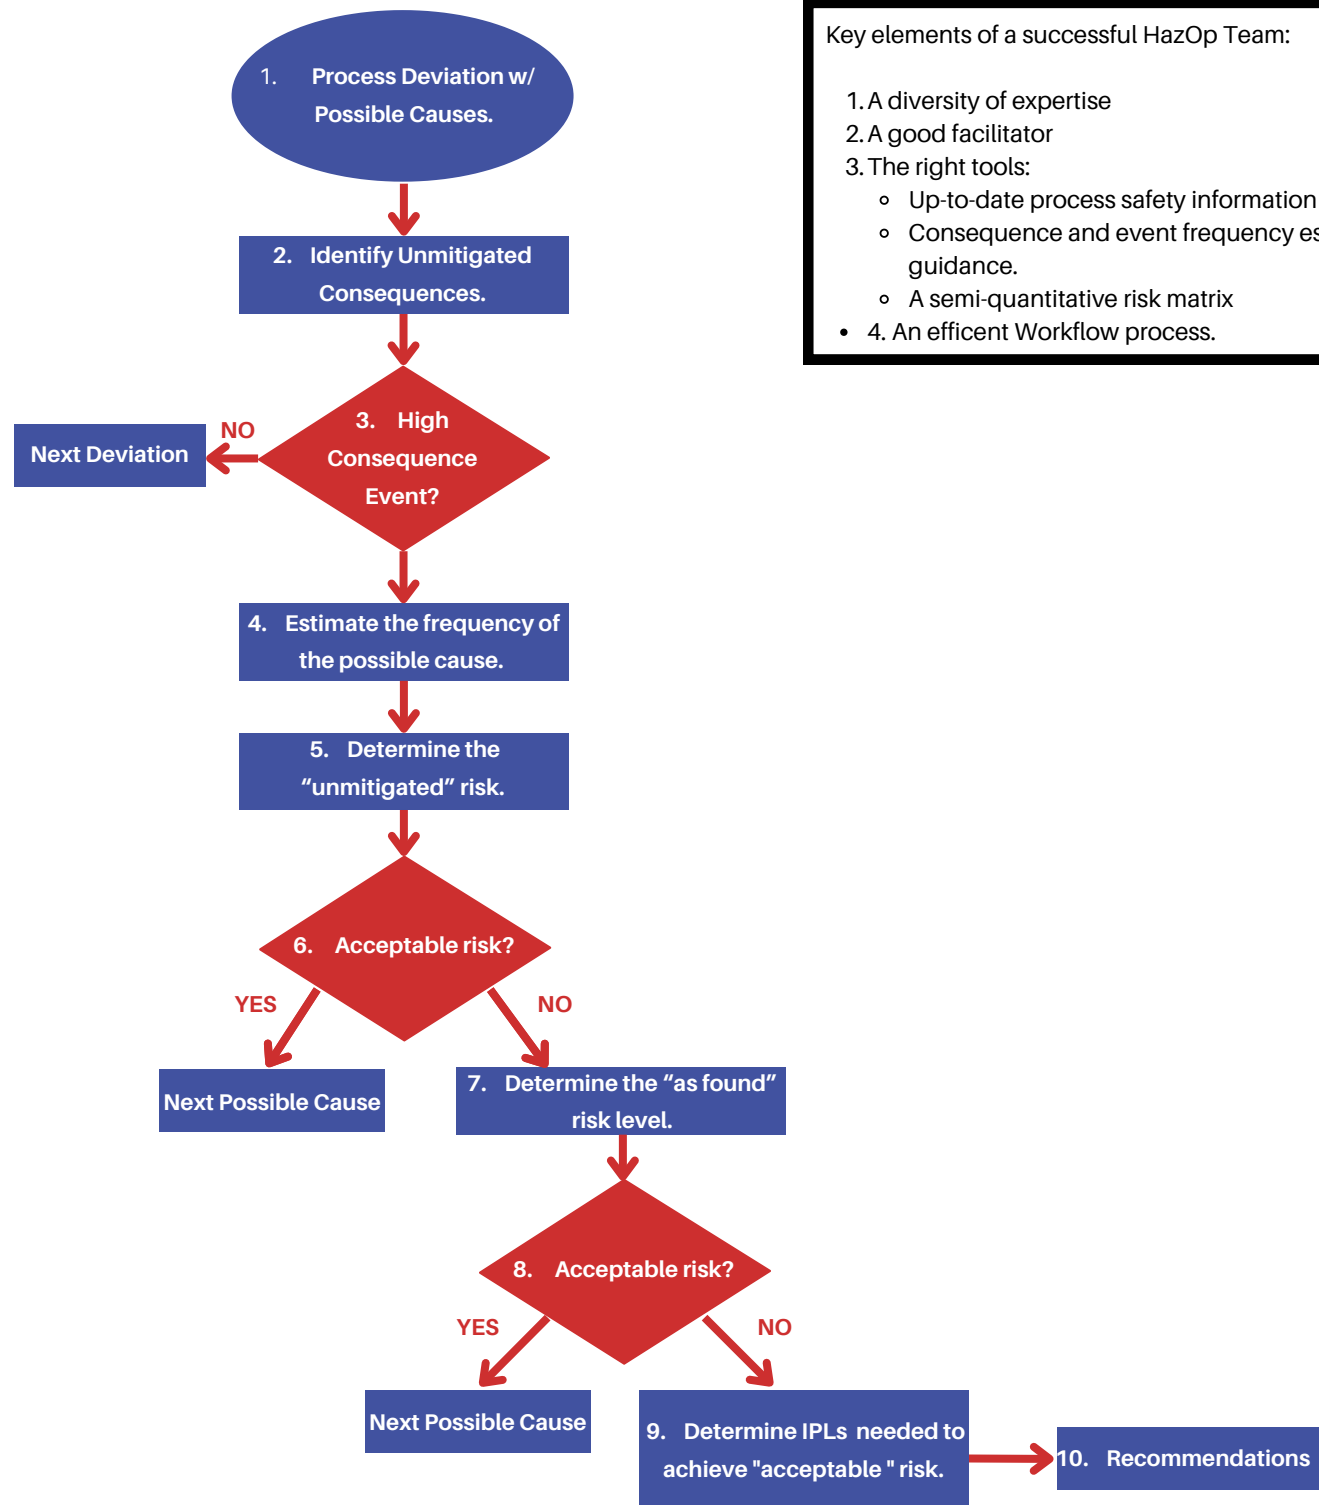 1. Process Deviation w/
Possible Causes.
Key elements of a successful HazOp Team:
1. A diversity of expertise
2. A good facilitator
3. The right tools:
Up-to-date process safety information
Consequence and event frequency
guidance.
A semi-quantitative risk matrix
• 4. An efficent Workflow process.
2. Identify Unmitigated
Consequences.
3. High
Consequence
Event?
NO
Next Deviation
4. Estimate the frequency of
the possible cause.
5. Determine the
“unmitigated” risk.
6. Acceptable risk?
YES
NO
Next Possible Cause
7. Determine the “as found”
risk level.
8. Acceptable risk?
YES
NO
Next Possible Cause
9. Determine IPLs needed to
achieve "acceptable " risk.
10. Recommendations